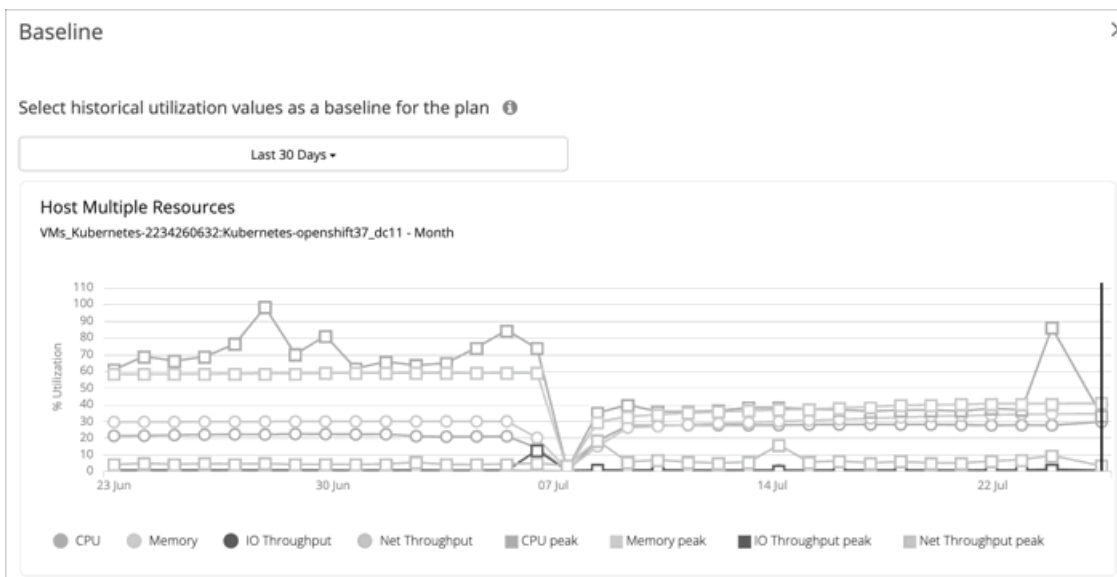 Baseline
Select historical utilization values as a baseline for the plan
Last 30 Days
Host Multiple Resources
VMs_Kubernetes-2234260632:Kubernetes-openshift37_dc11 - Month
% Utilization
110
100
90
80
70
60
50
40
30
20
10
0
23 Jun 30 Jun 07 Jul 14 Jul 22 Jul
CPU Memory IO Throughput Net Throughput CPU peak Memory peak IO Throughput peak Net Throughput peak